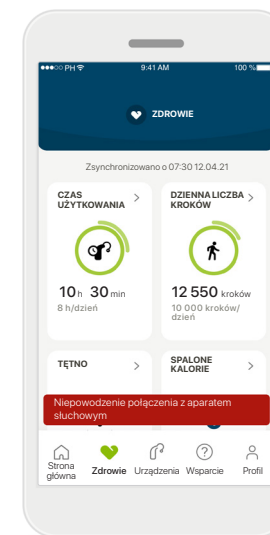 PH 9:41 AM 100 %
ZDROWIE
Zsynchronizowano o 07:30 12.04.21
CZAS
UŻYTKOWANIA
10 h 30 min
8 h/dzień
DZIENNA LICZBA
KROKÓW
12 550 kroków
10 000 kroków/
dzień
TĘTNO
SPALONE
KALORIE
Niepowodzenie połączenia z aparatem
słuchowym
Strona
główna
Zdrowie
Urządzenia
Wsparcie
Profil